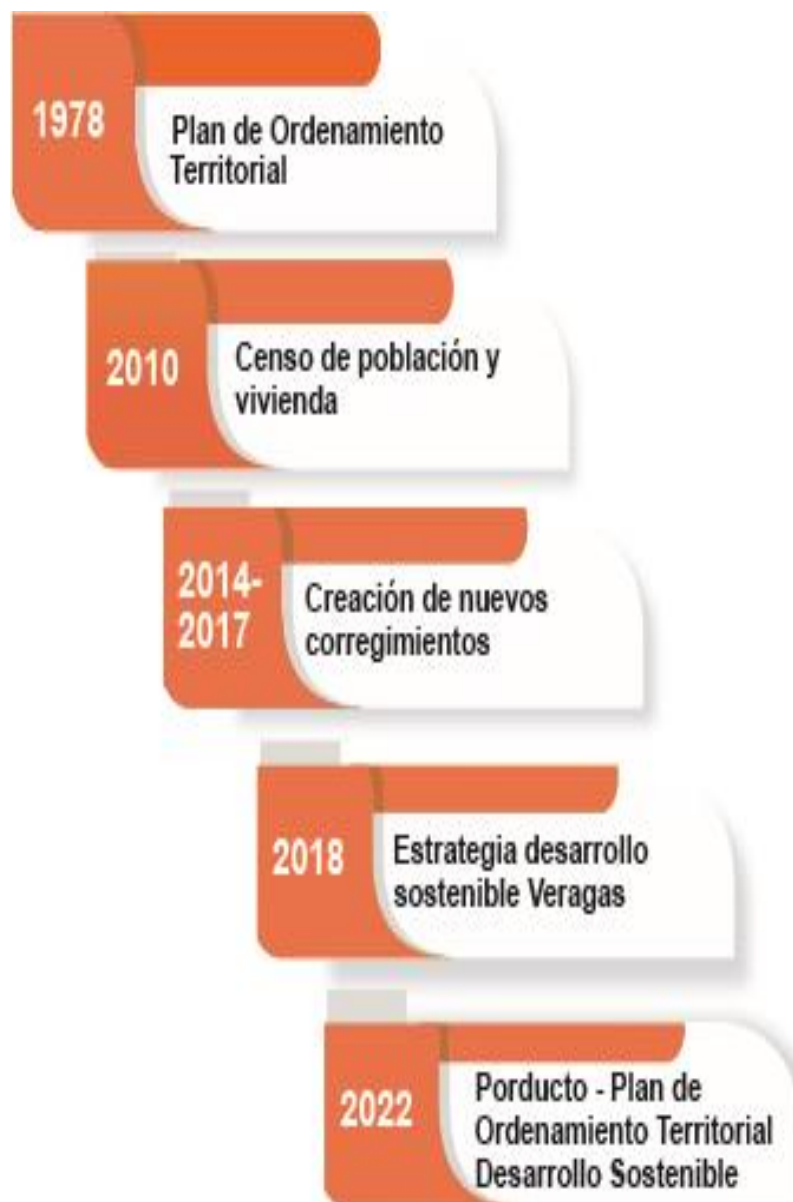 1978
Plan de Ordenamiento
Territorial
2010
Censo de población y
vivienda
2014-
2017
Creación de nuevos
corregimientos
2018
Estrategia desarrollo
sostenible Veragas
2022
Porducto - Plan de
Ordenamiento Territorial
Desarrollo Sostenible